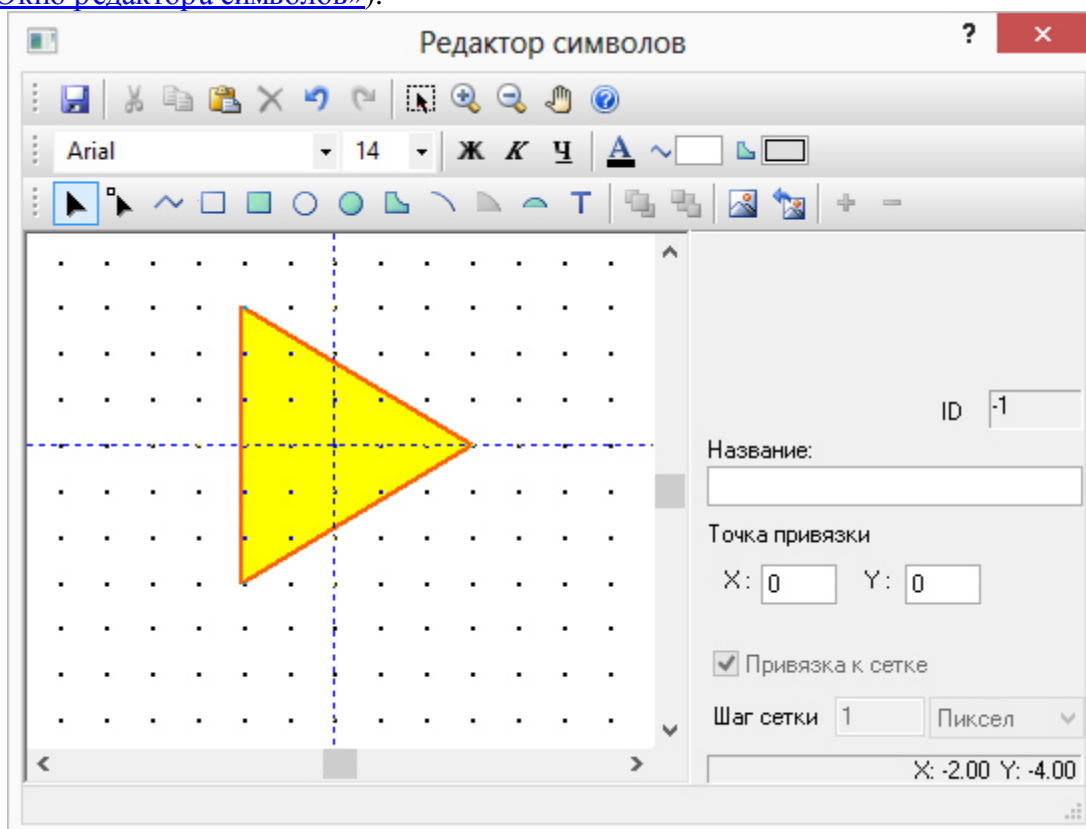 Окно редактора символов»).
Редактор символов ? ×
Arial 14 Ж К Ч A
T
ID -1
Название:
Точка привязки
X: 0 Y: 0
Привязка к сетке
Шаг сетки 1 Пиксел
X: -2.00 Y: -4.00